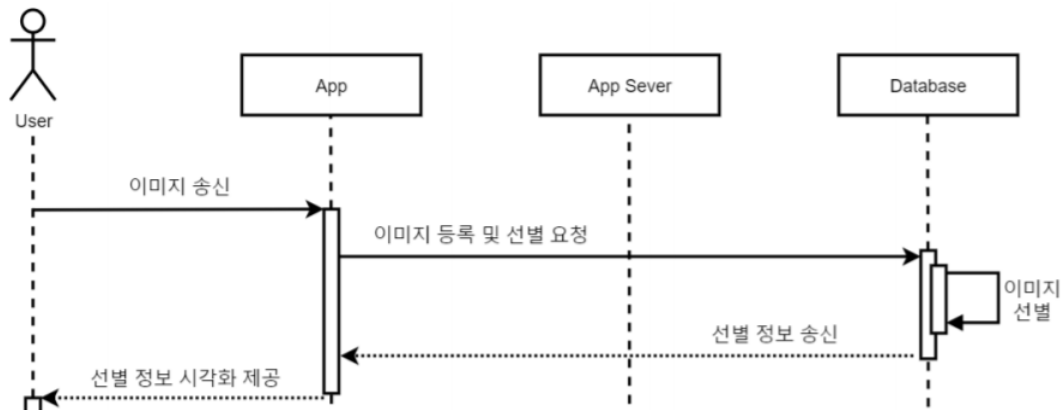 App
App Sever
Database
User
이미지 송신
이미지 등록 및 선별 요청
이미지
선별
선별 정보 송신
선별 정보 시각화 제공